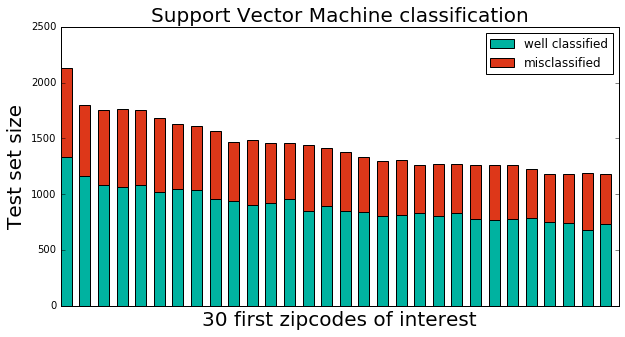 Support Vector Machine classification
2500
well classified
misclassified
2000
1500
1000
500
0
Test set size
30 first zipcodes of interest